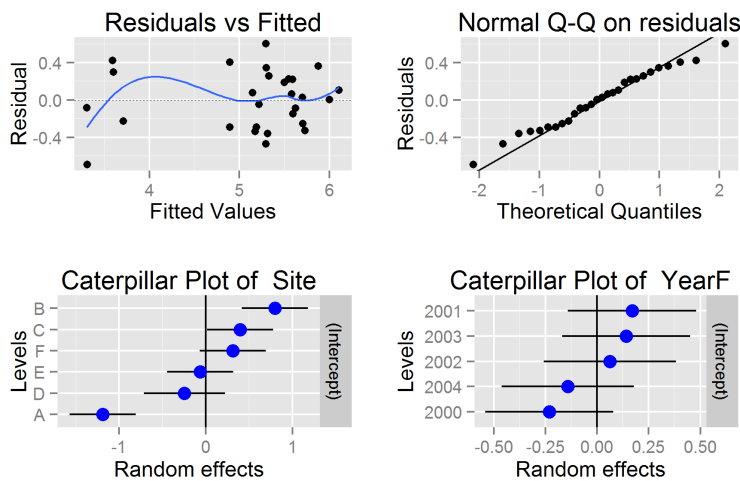 Residuals vs Fitted
Residual
0.4
0.0
-0.4
4
5
6
Fitted Values
Normal Q-Q on residuals
Residuals
0.4
0.0
-0.4
-2
-1
0
1
2
Theoretical Quantiles
Caterpillar Plot of  Site
Levels
B
C
F
E
D
A
(Intercept)
-1
0
1
Random effects
Caterpillar Plot of  YearF
Levels
2001
2003
2002
2004
2000
(Intercept)
-0.50
-0.25
0.00
0.25
0.50
Random effects